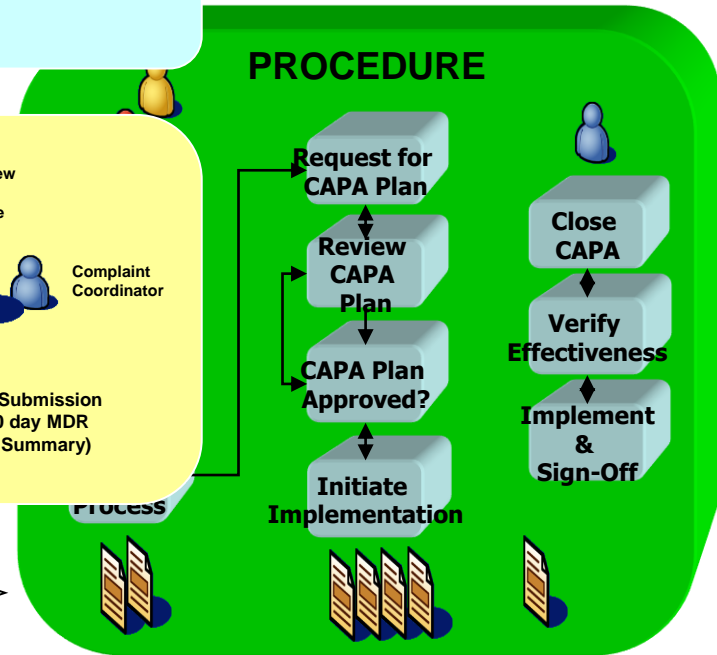 PROCEDURE
Request for
CAPA Plan
Review
CAPA
Plan
CAPA Plan
Approved?
Initiate
Implementation
Close
CAPA
Verify
Effectiveness
Implement
&
Sign-Off
Complaint
Coordinator
Submission
day MDR
Summary)
Process